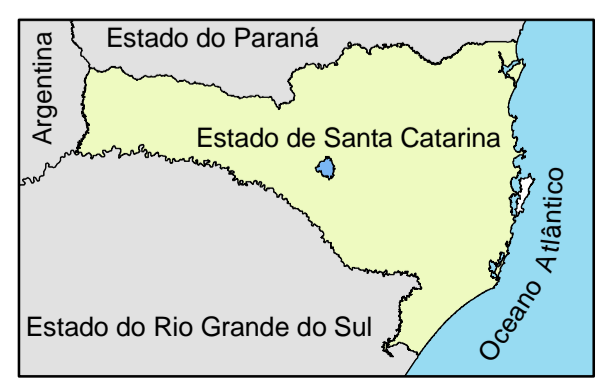 Estado do Paraná
Argentina
Estado de Santa Catarina
Oceano Atlântico
Estado do Rio Grande do Sul